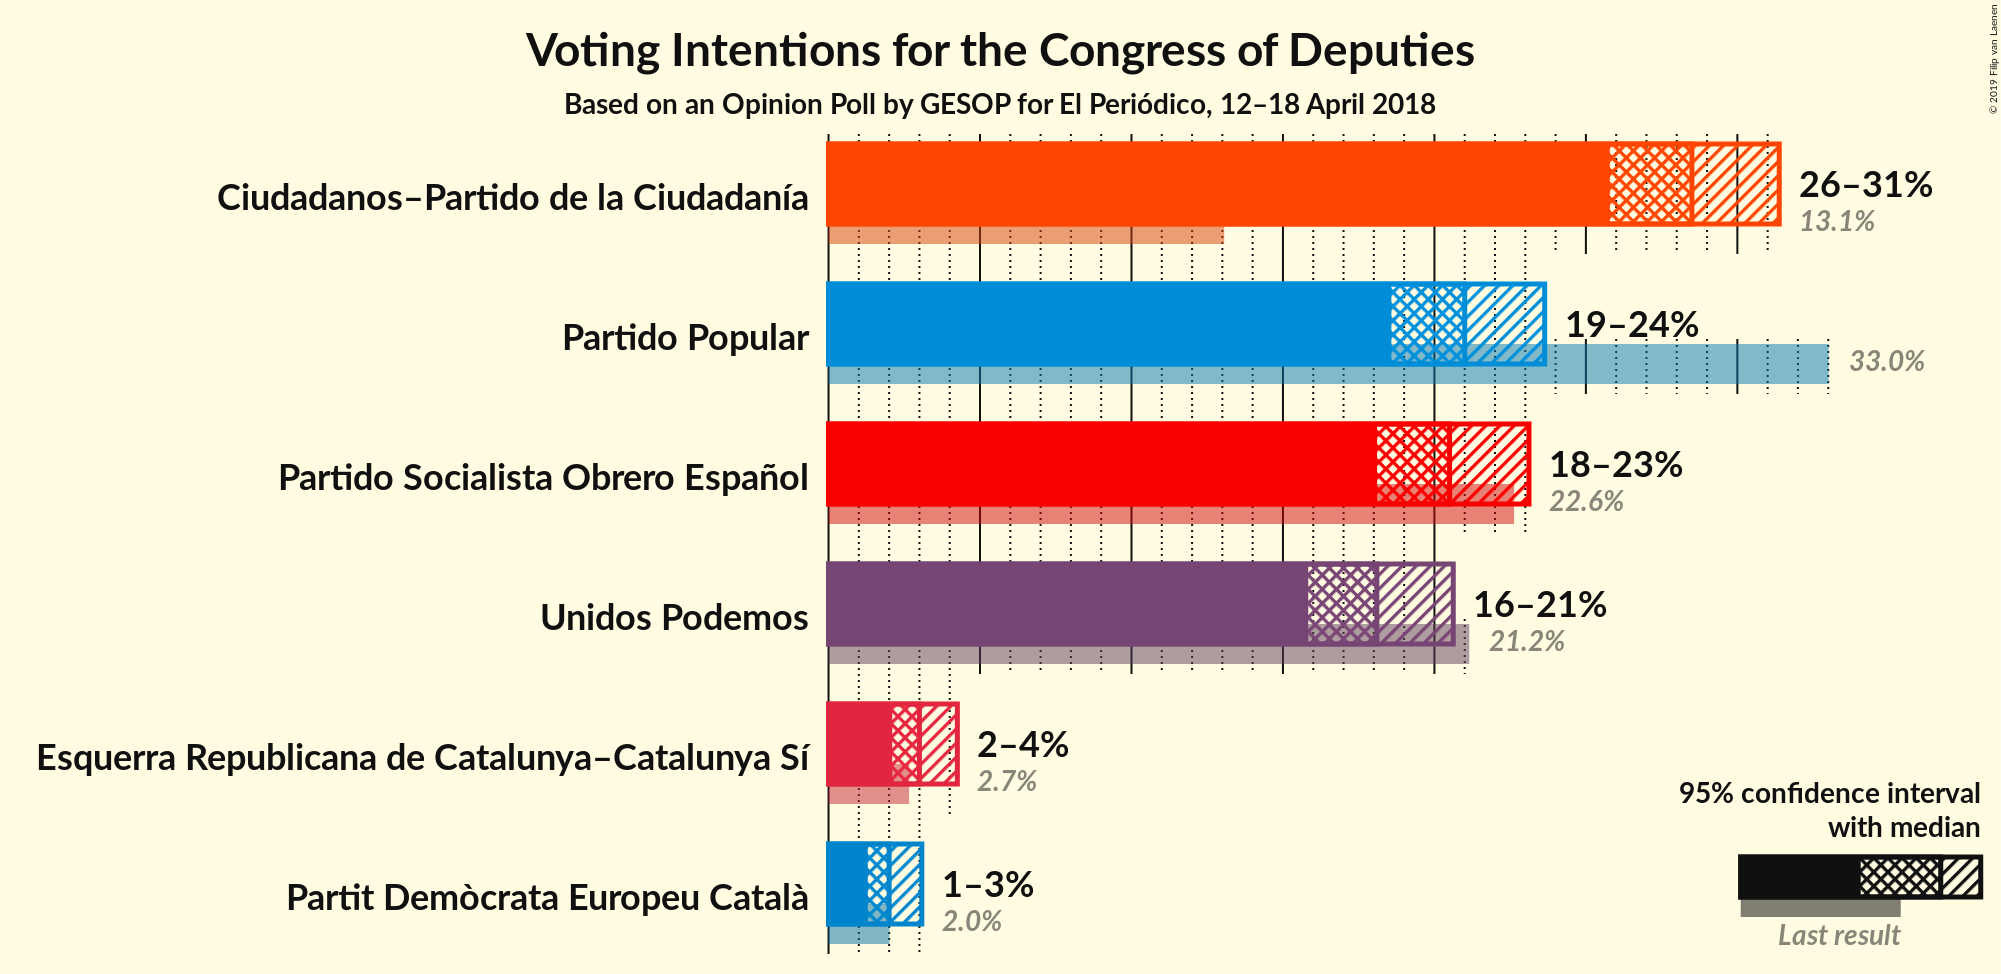 Voting Intentions for the Congress of Deputies
Based on an Opinion Poll by GESOP for El Periódico, 12–18 April 2018
© 2019 Filip van Laenen
Ciudadanos–Partido de la Ciudadanía
26–31%
13.1%
Partido Popular
19–24%
33.0%
Partido Socialista Obrero Español
18–23%
22.6%
Unidos Podemos
16–21%
21.2%
Esquerra Republicana de Catalunya–Catalunya Sí
2–4%
2.7%
Partit Demòcrata Europeu Català
1–3%
2.0%
95% confidence interval
with median
Last result